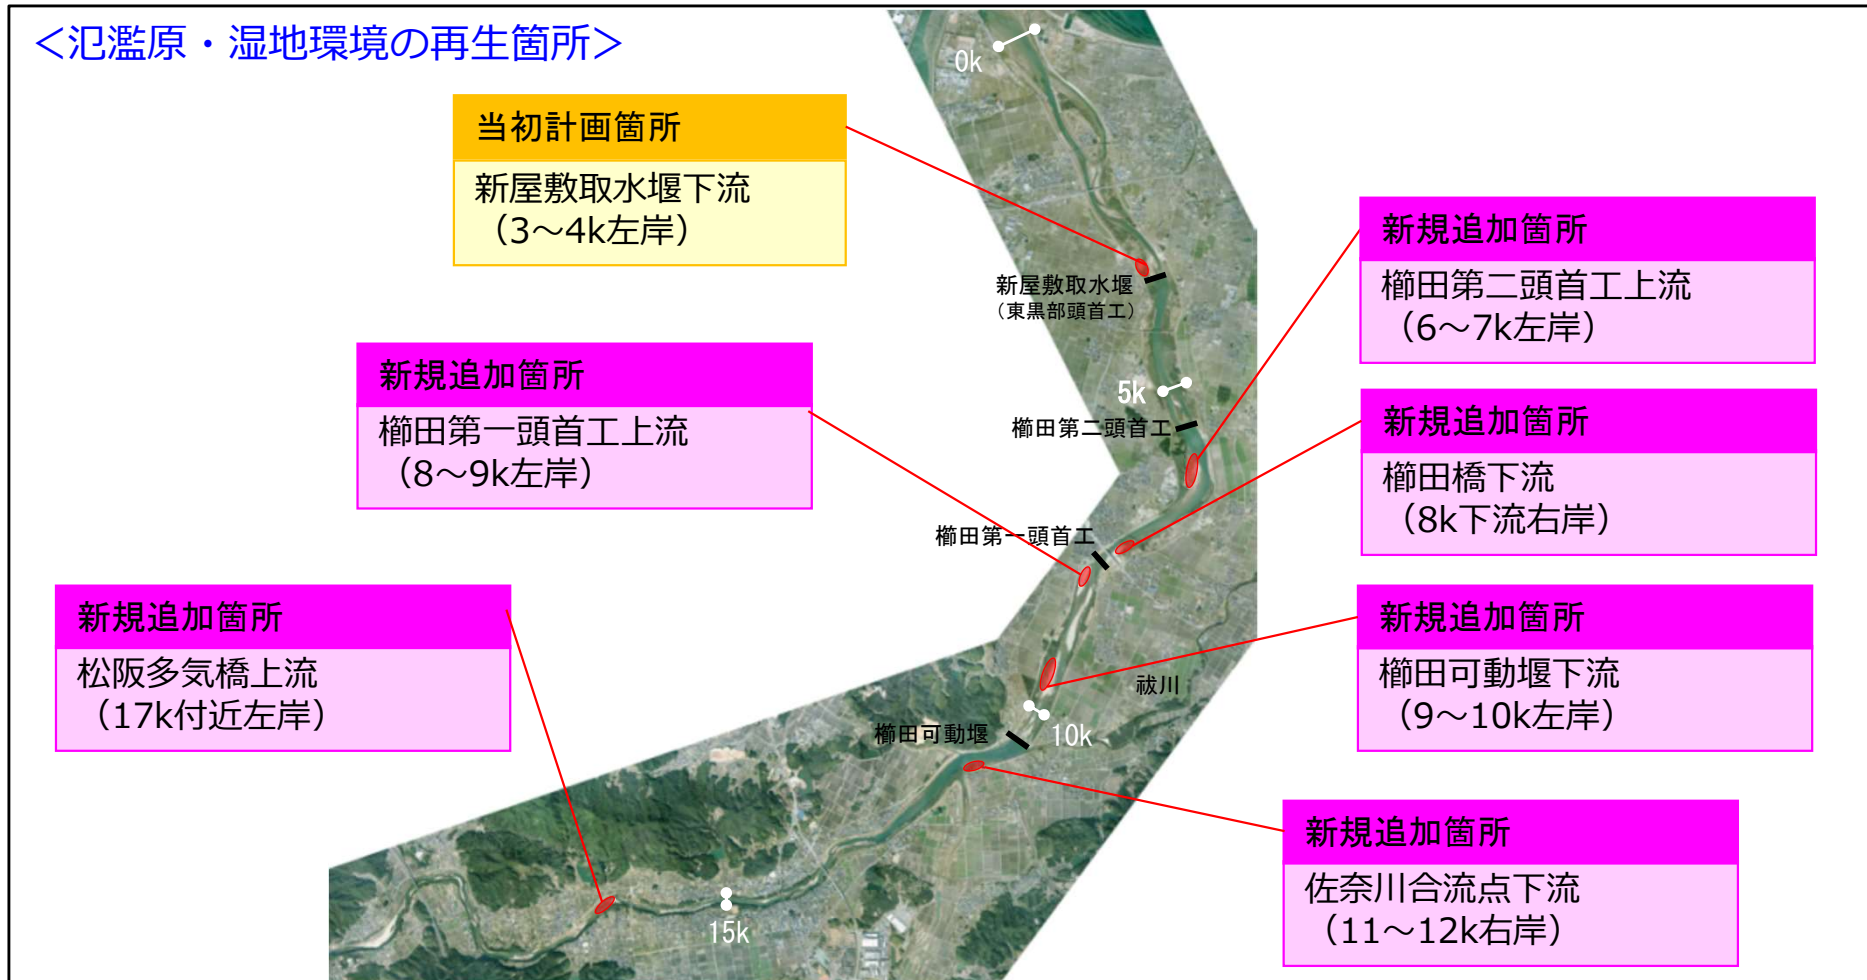 ＜氾濫原・湿地環境の再生箇所＞
0k
当初計画箇所
新屋敷取水堰下流
（3～4k左岸）
新規追加箇所
櫛田第二頭首工上流
（6～7k左岸）
新屋敷取水堰
（東黒部頭首工）
新規追加箇所
櫛田第一頭首工上流
（8～9k左岸）
5k
櫛田第二頭首工
新規追加箇所
櫛田橋下流
（8k下流右岸）
櫛田第一頭首工
新規追加箇所
松阪多気橋上流
（17k付近左岸）
新規追加箇所
櫛田可動堰下流
（9～10k左岸）
祓川
櫛田可動堰
10k
新規追加箇所
佐奈川合流点下流
（11～12k右岸）
15k